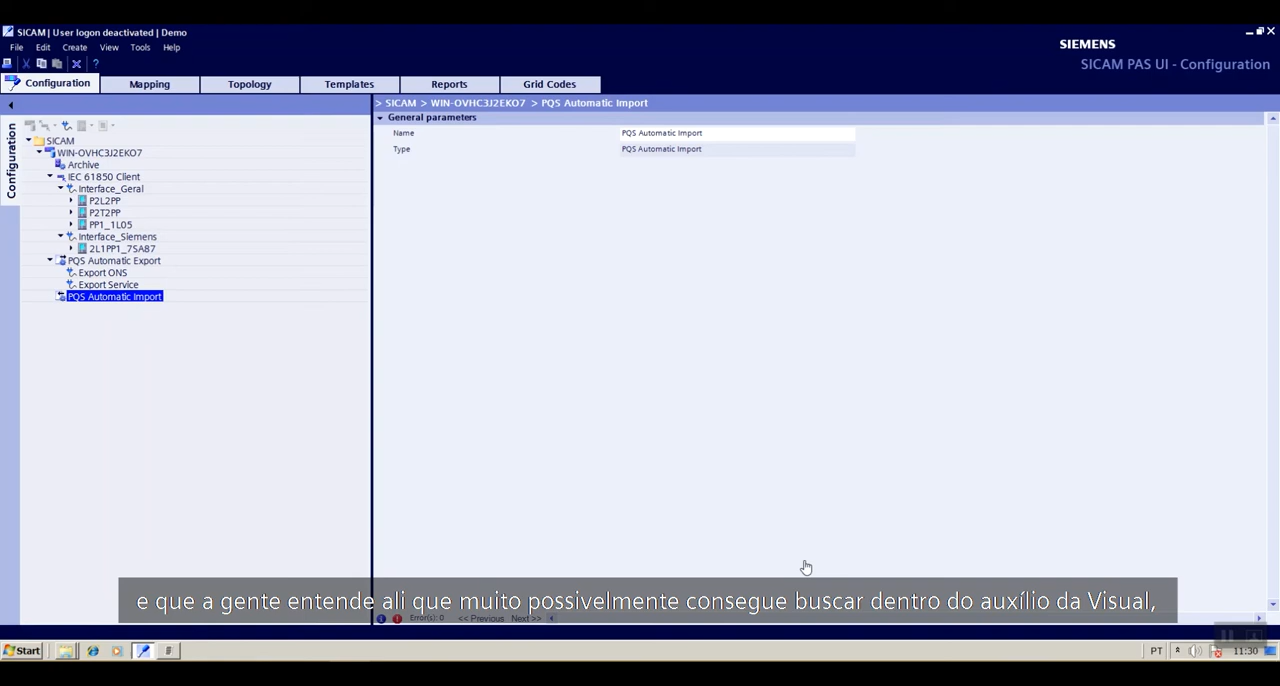 SICAM | User logon deactivated | Demo
File Edit Create View Tools Help
SIEMENS
SICAM PAS UI - Configuration
Configuration Mapping Topology Templates Reports Grid Codes
> SICAM > WIN-OVHC3J2EKO7 > PQS Automatic Import
General parameters
Name PQS Automatic Import
Type PQS Automatic Import
Configuration
SICAM
WIN-OVHC3J2EKO7
Archive
IEC 61850 Client
Interface_Geral
P2L2PP
P2T2PP
PP1_1L05
Interface_Siemens
2L1PP1_7SA87
PQS Automatic Export
Export ONS
Export Service
PQS Automatic Import
e que a gente entende ali que muito possivelmente consegue buscar dentro do auxílio da Visual,
Error(s): 0 << Previous Next >>
Start PT 11:30